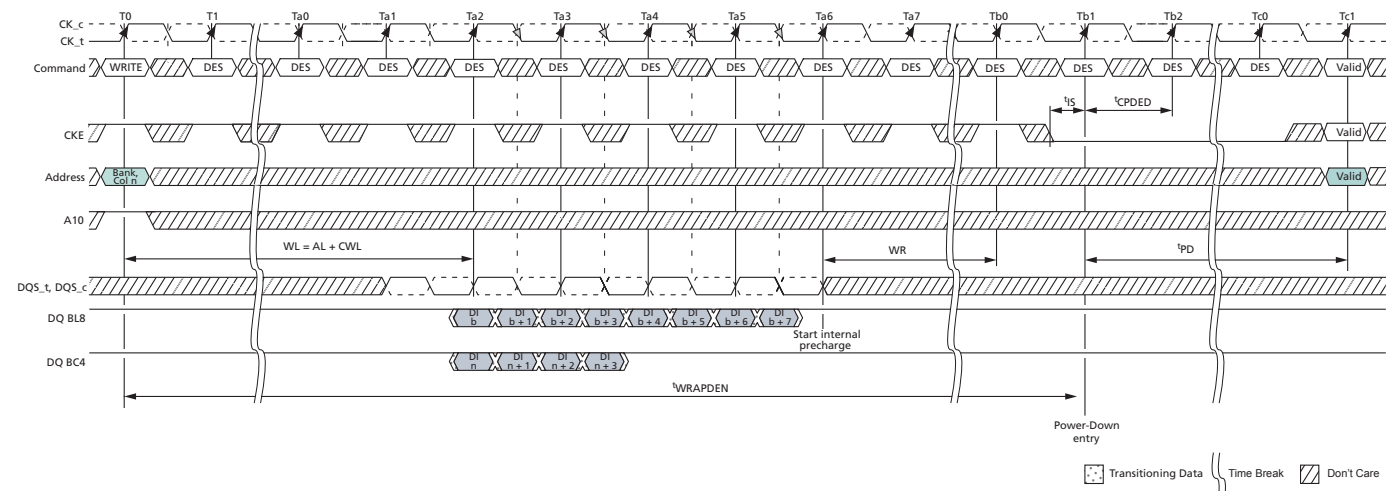 T0 T1 Ta0 Ta1 Ta2 Ta3 Ta4 Ta5 Ta6 Ta7 Tb0 Tb1 Tb2 Tc0 Tc1
CK_c
CK_t
Command WRITE DES DES DES DES DES DES DES DES DES DES DES DES DES Valid
tIS tCPDED
CKE Valid
Address Bank, Col n Valid
A10
WL = AL + CWL WR tPD
DQS_t, DQS_c
DQ BL8 DI b DI b + 1 DI b + 2 DI b + 3 DI b + 4 DI b + 5 DI b + 6 DI b + 7
Start internal
precharge
DQ BC4 DI n DI n + 1 DI n + 2 DI n + 3
tWRAPDEN
Power-Down
entry
Transitioning Data Time Break Don't Care